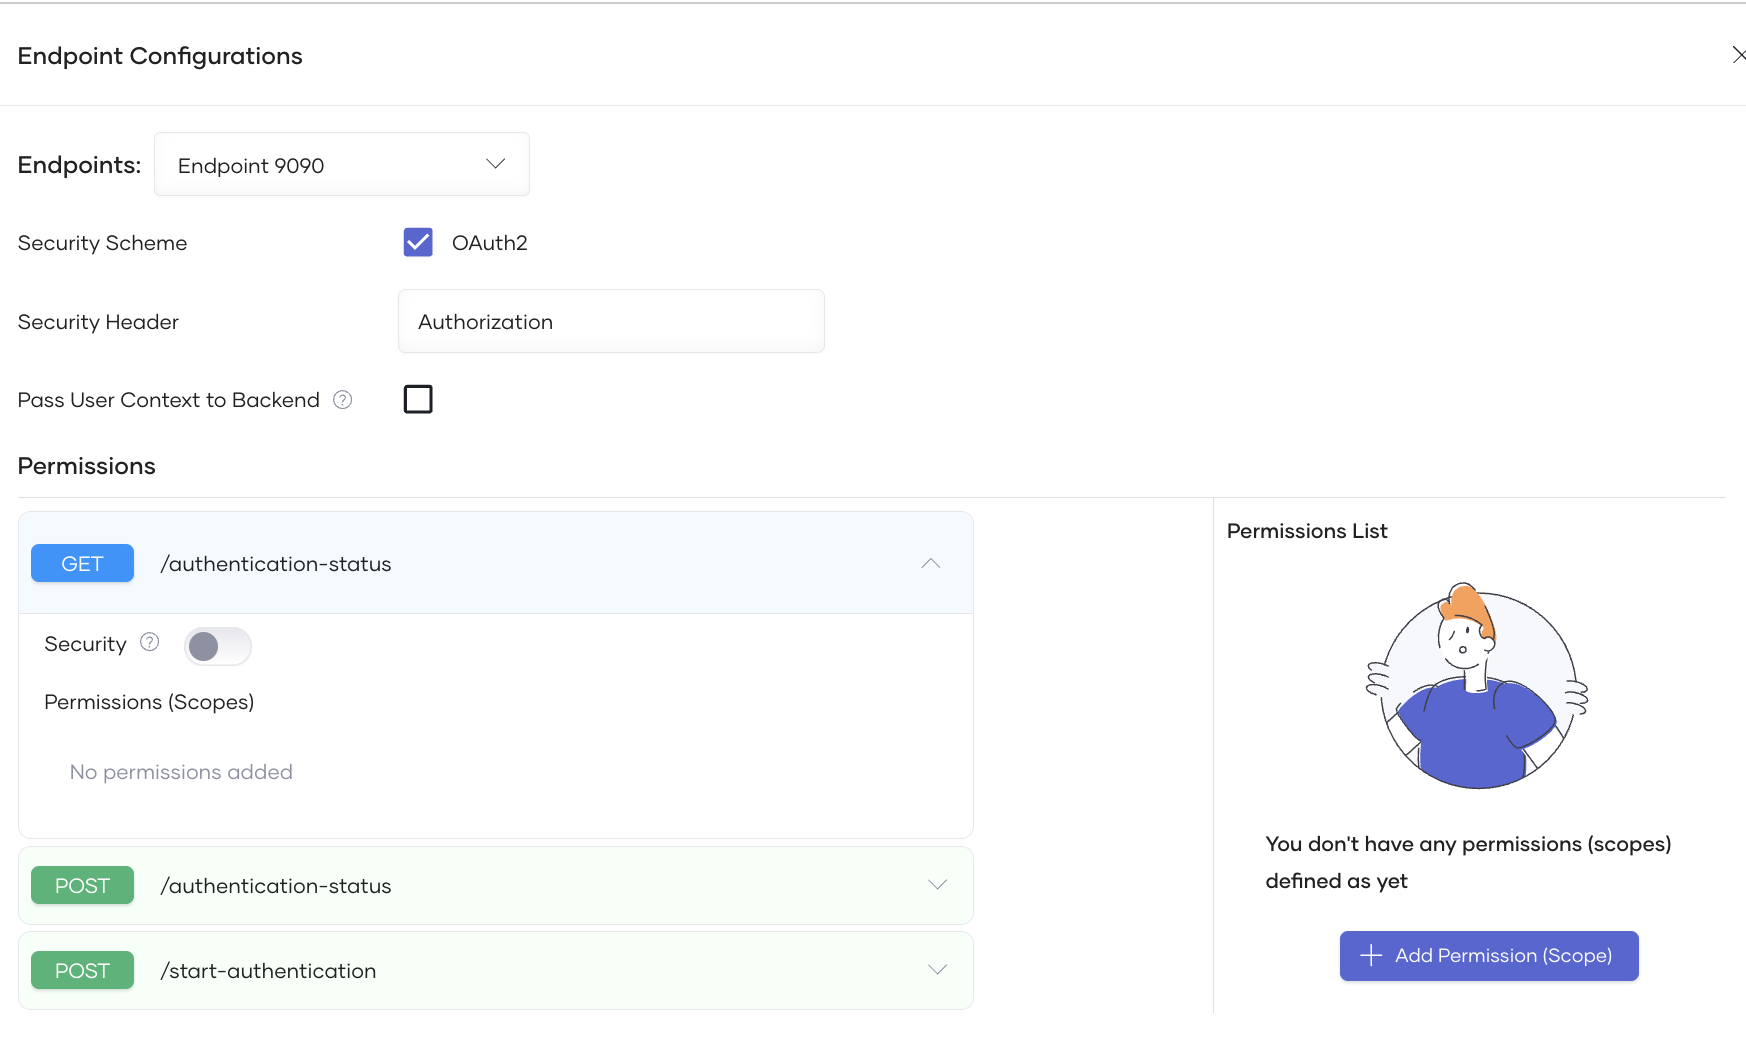 Endpoint Configurations
Endpoints: Endpoint 9090
Security Scheme OAuth2
Security Header Authorization
Pass User Context to Backend ?
Permissions
GET /authentication-status
Security ?
Permissions (Scopes)
No permissions added
POST /authentication-status
POST /start-authentication
Permissions List
You don't have any permissions (scopes)
defined as yet
Add Permission (Scope)